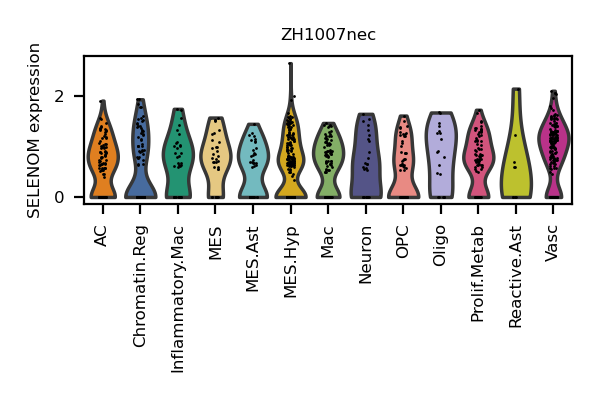 ZH1007nec
SELENOM expression
2
0
AC
Chromatin.Reg
Inflammatory.Mac
MES
MES.Ast
MES.Hyp
Mac
Neuron
OPC
Oligo
Prolif.Metab
Reactive.Ast
Vasc